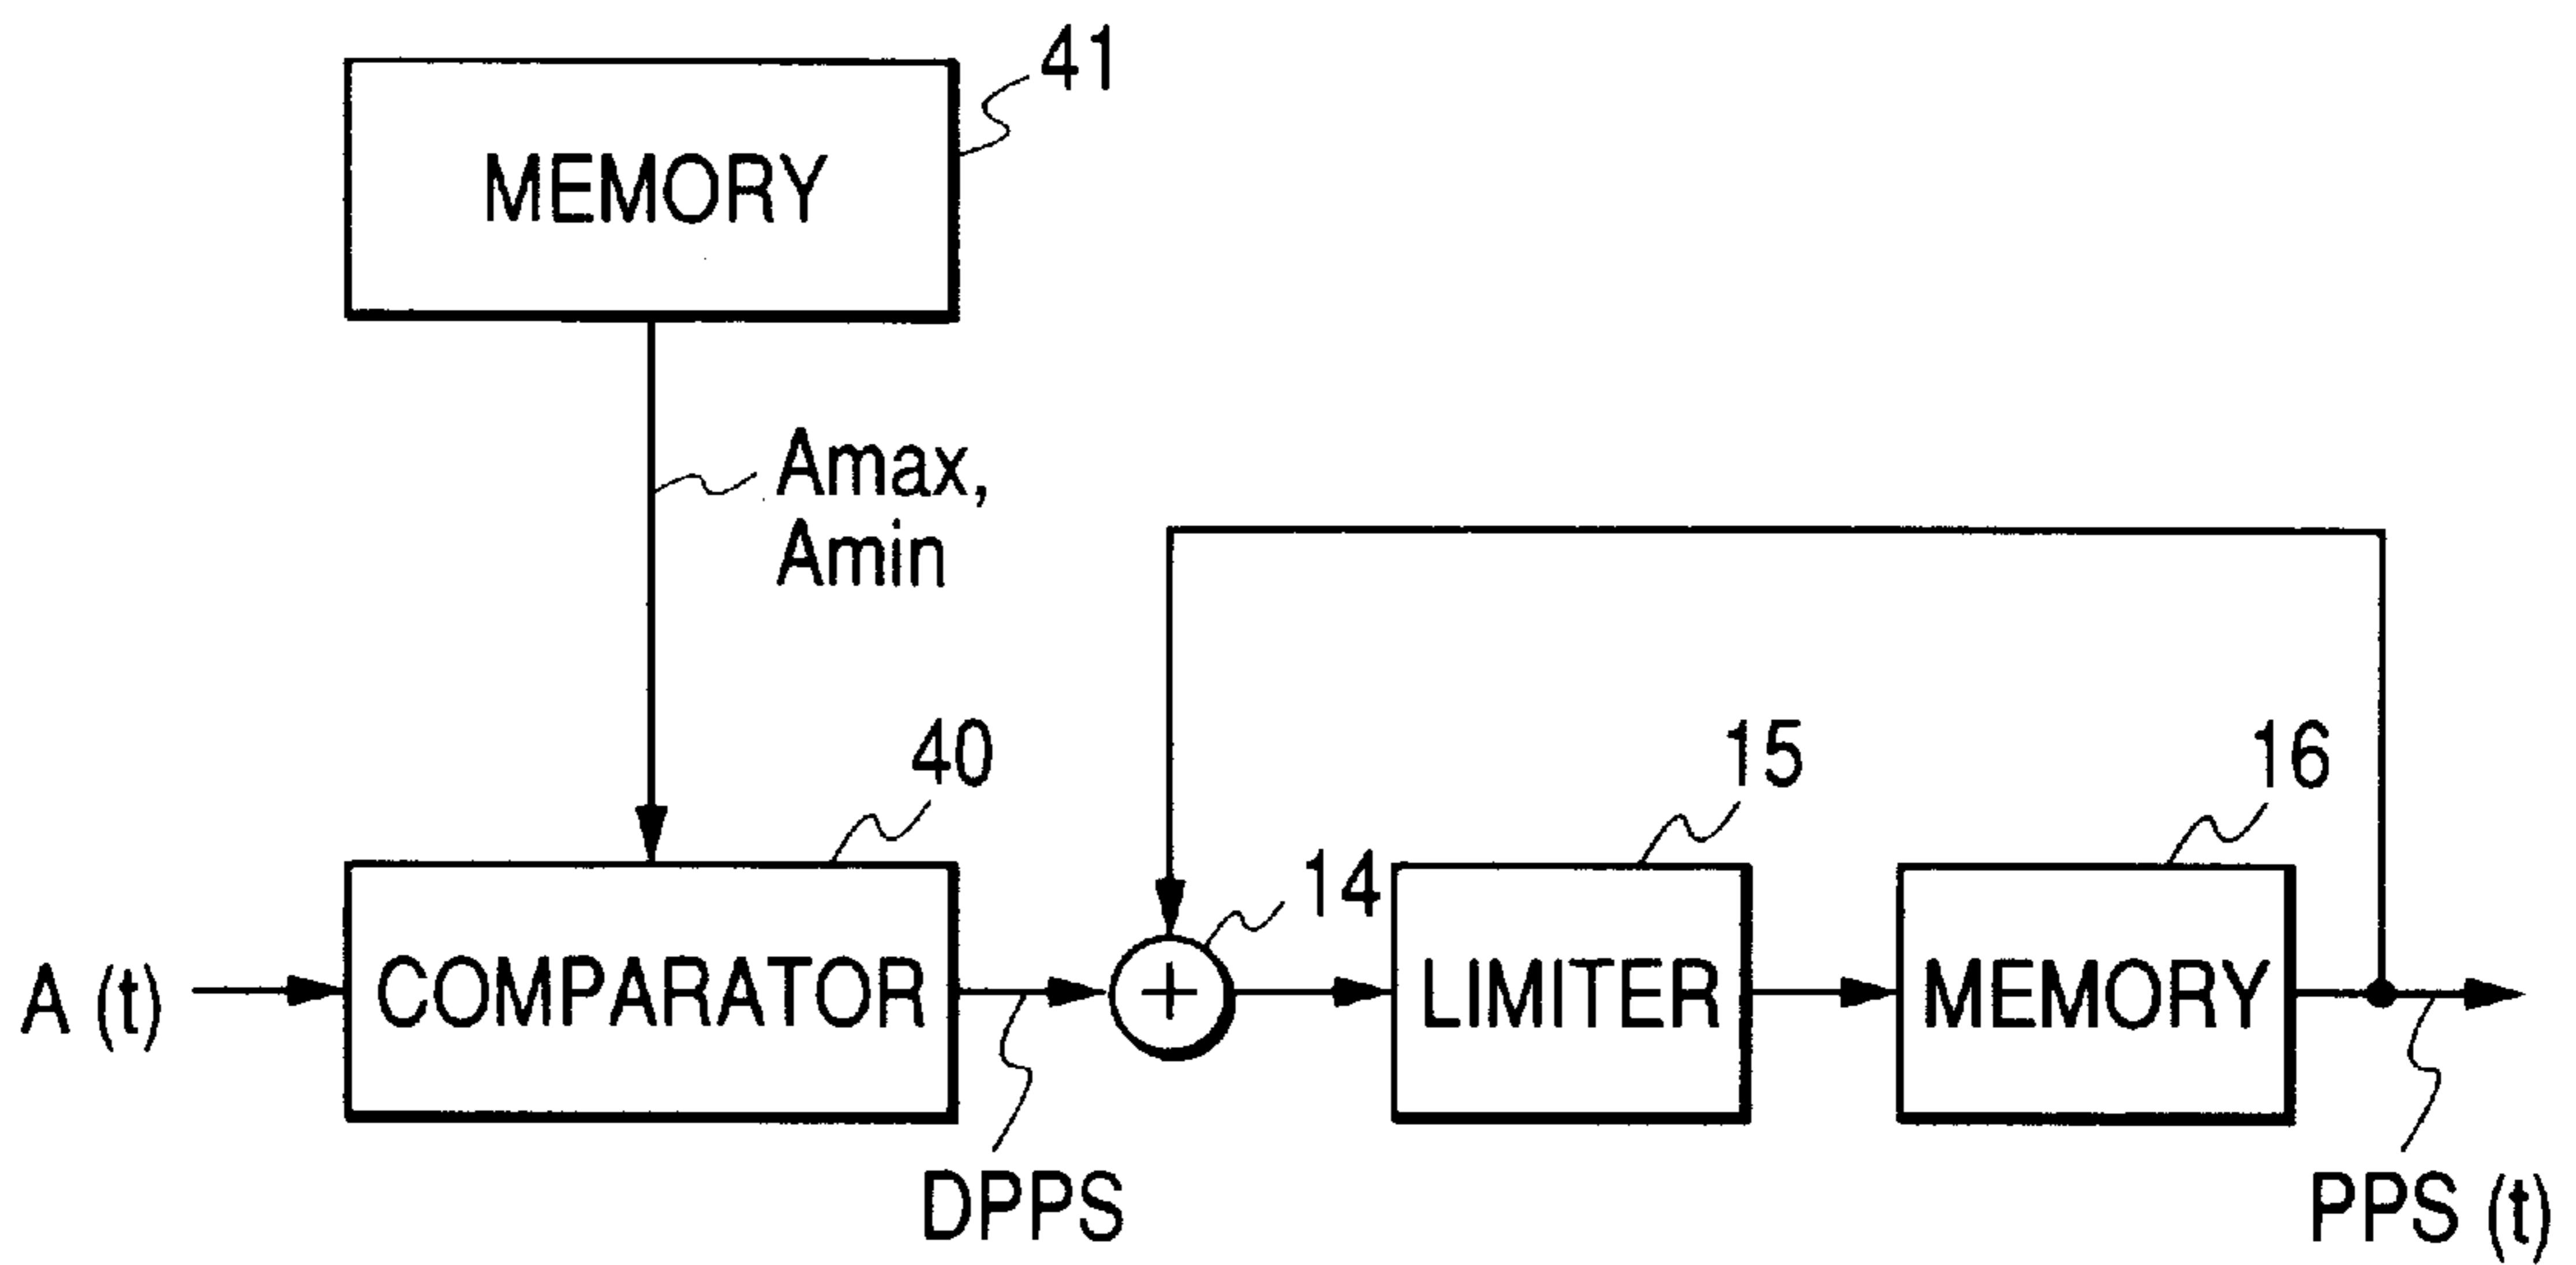 41
MEMORY
Amax,
Amin
40
15
16
14
A (t)
COMPARATOR
+
LIMITER
MEMORY
DPPS
PPS (t)